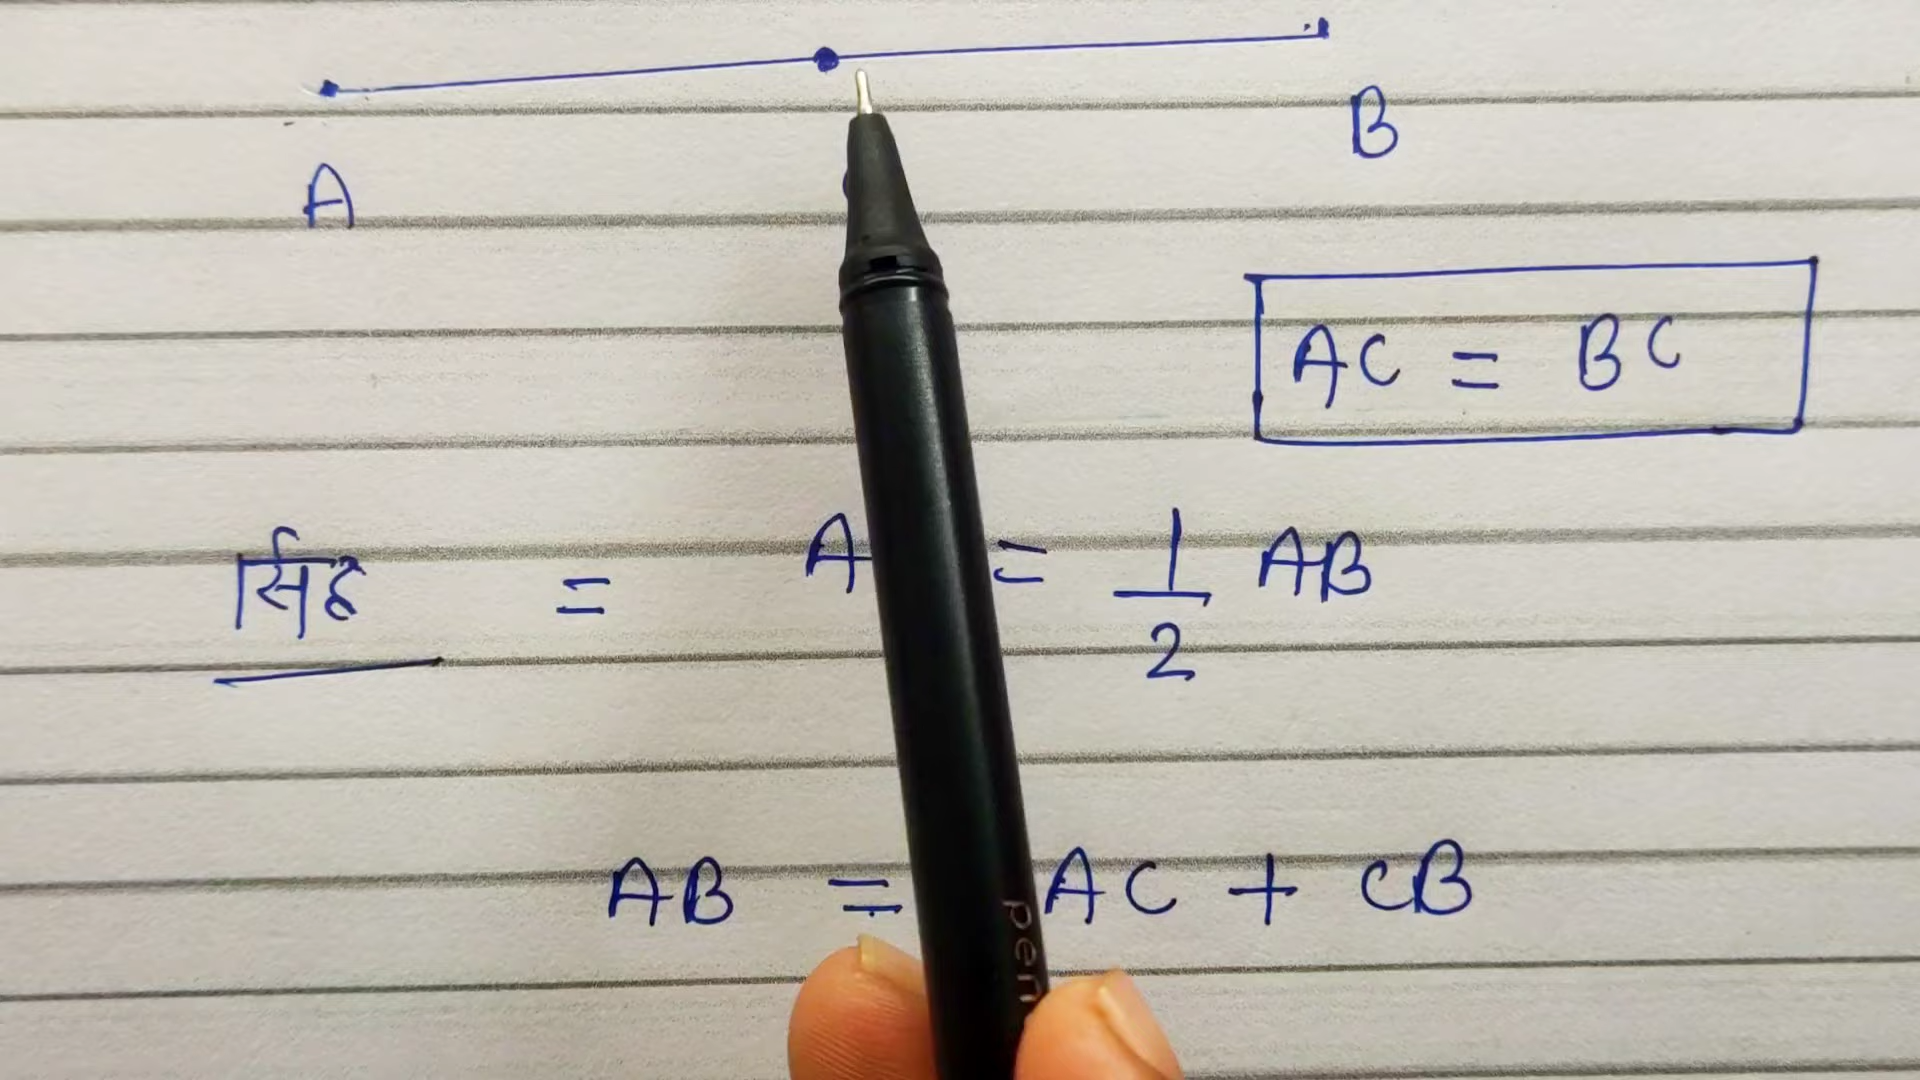 A B
AC = BC
सिद्ध = A = 1/2 AB
AB = AC + CB
pen